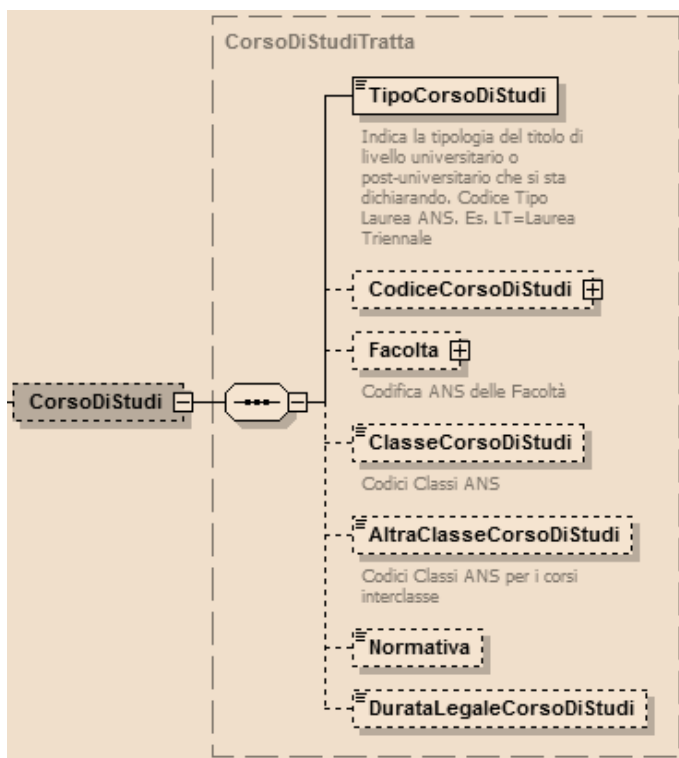 CorsoDiStudiTratta
TipoCorsoDiStudi
Indica la tipologia del titolo di
livello universitario o
post-universitario che si sta
dichiarando. Codice Tipo
Laurea ANS. Es. LT=Laurea
Triennale
CodiceCorsoDiStudi
Facolta
Codifica ANS delle Facoltà
CorsoDiStudi
ClasseCorsoDiStudi
Codici Classi ANS
AltraClasseCorsoDiStudi
Codici Classi ANS per i corsi
interclasse
Normativa
DurataLegaleCorsoDiStudi